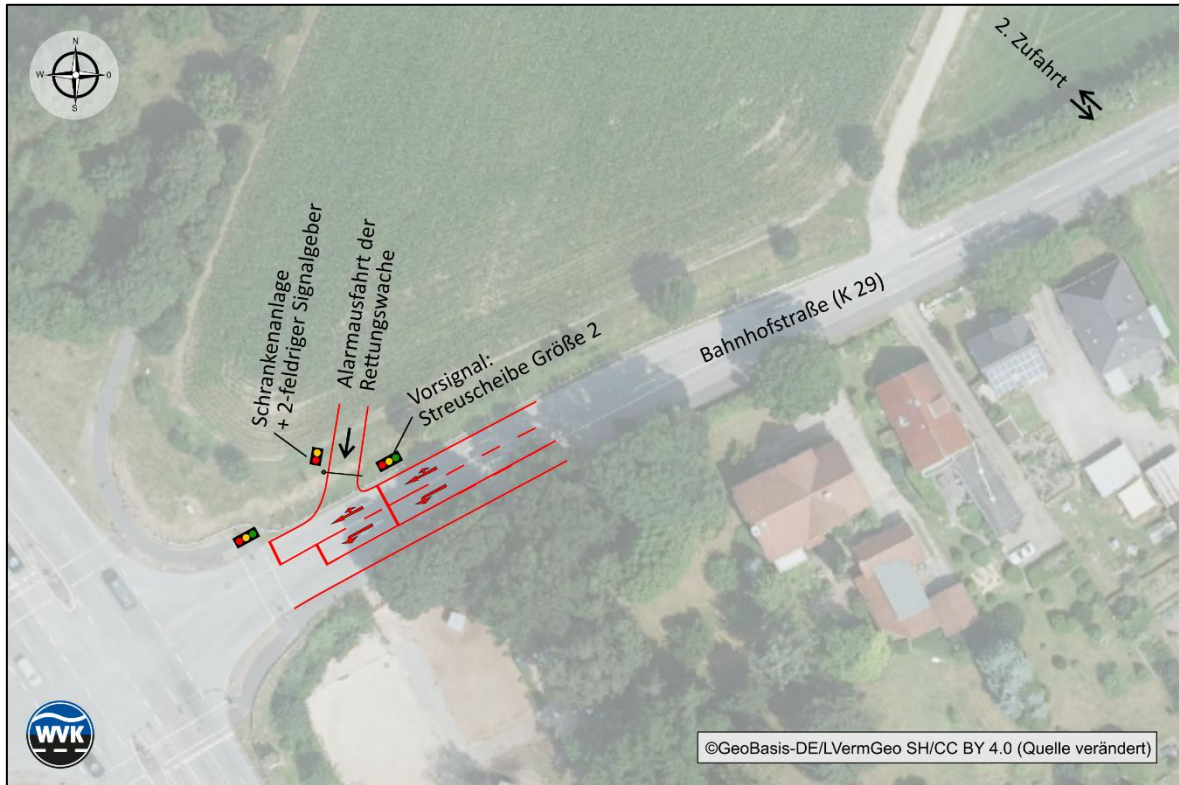 N
W
O
S
2. Zufahrt
Schrankenanlage
+ 2-feldriger Signalgeber
Alarmausfahrt der
Rettungswache
Vorsignal:
Streuscheibe Größe 2
Bahnhofstraße (K 29)
WVK
©GeoBasis-DE/LVermGeo SH/CC BY 4.0 (Quelle verändert)